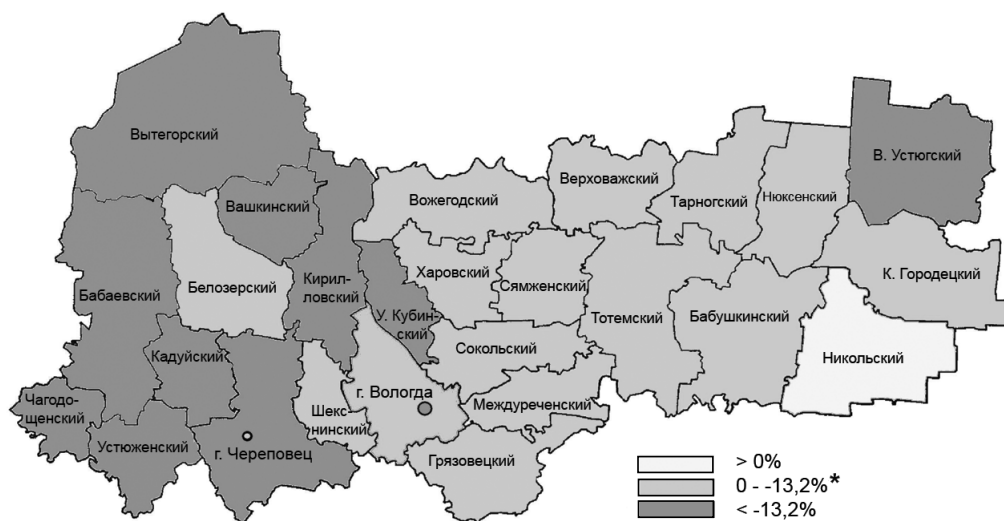 Вытегорский
В. Устюгский
Верховажский
Вожегодский
Тарногский
Нюксенский
Вашкинский
Бабаевский
Белозерский
Кирил-
ловский
Харовский
Сямженский
К. Городецкий
У. Кубин-
ский
Тотемский
Бабушкинский
Кадуйский
Сокольский
Никольский
Чагодо-
щенский
г. Вологда
Шекс-
нинский
Междуреченский
Устюженский
г. Череповец
Грязовецкий
> 0%
0 - -13,2%*
< -13,2%